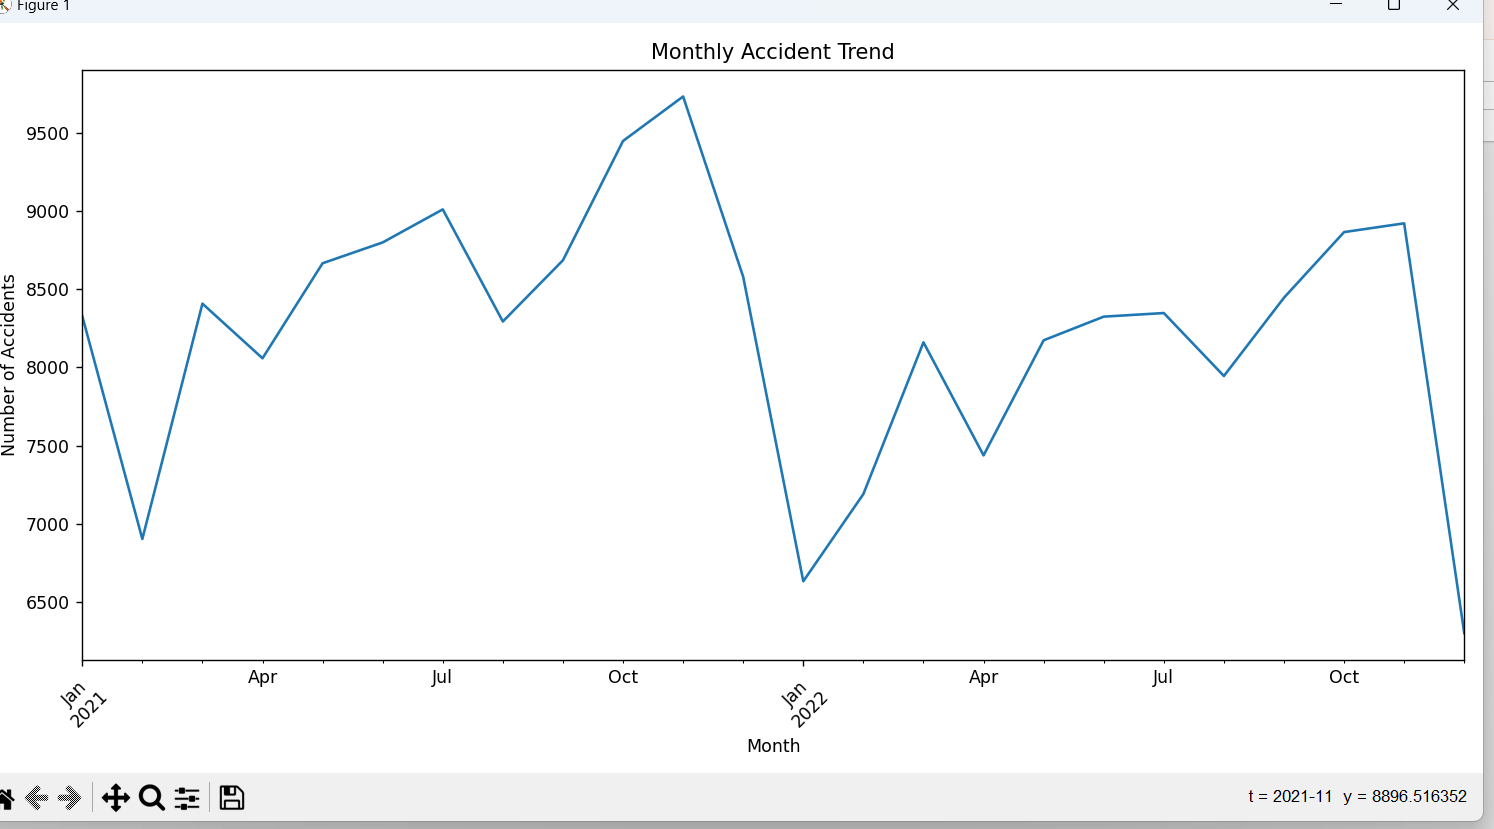 Figure 1
Monthly Accident Trend
9500
9000
8500
8000
7500
7000
6500
Number of Accidents
Jan
2021
Apr
Jul
Oct
Jan
2022
Apr
Jul
Oct
Month
t = 2021-11 y = 8896.516352